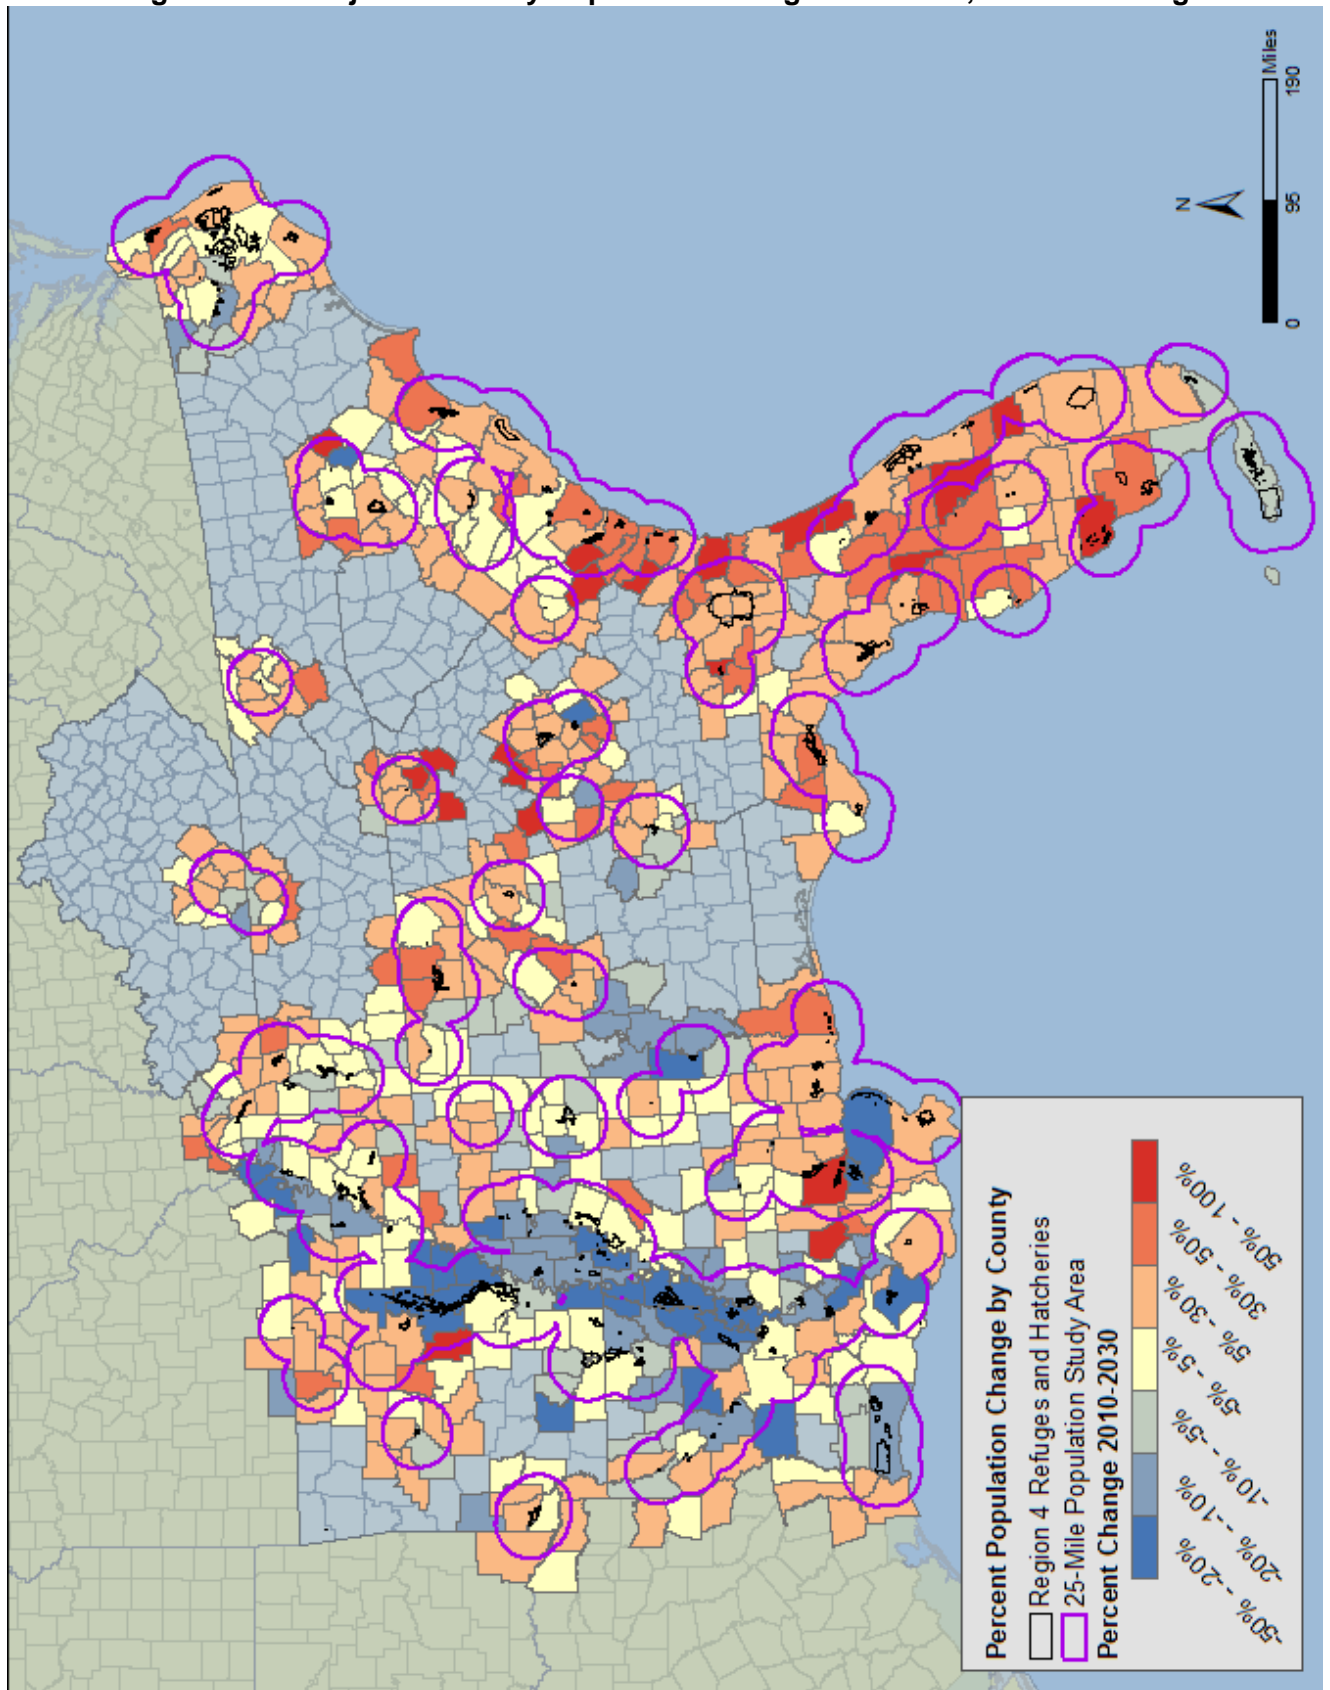 N
0 95 190 Miles
Percent Population Change by County
Region 4 Refuges and Hatcheries
25-Mile Population Study Area
Percent Change 2010-2030
-50% - -20%
-20% - -10%
-10% - -5%
-5% - 5%
5% - 30%
30% - 50%
50% - 100%